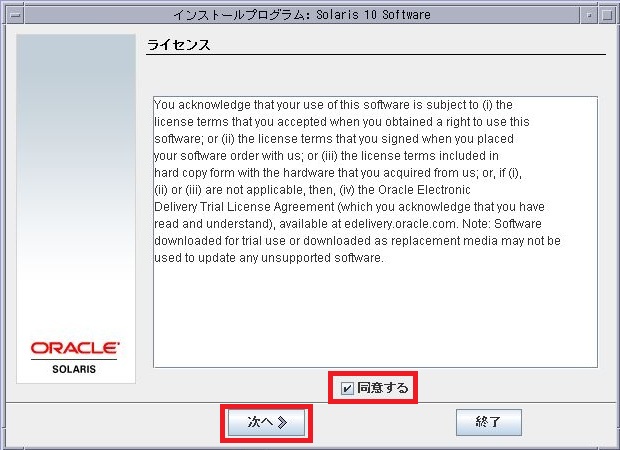 インストールプログラム: Solaris 10 Software
ライセンス
You acknowledge that your use of this software is subject to (i) the
license terms that you accepted when you obtained a right to use this
software; or (ii) the license terms that you signed when you placed
your software order with us; or (iii) the license terms included in
hard copy form with the hardware that you acquired from us; or, if (i),
(ii) or (iii) are not applicable, then, (iv) the Oracle Electronic
Delivery Trial License Agreement (which you acknowledge that you have
read and understand), available at edelivery.oracle.com. Note: Software
downloaded for trial use or downloaded as replacement media may not be
used to update any unsupported software.
ORACLE
SOLARIS
同意する
次へ
終了